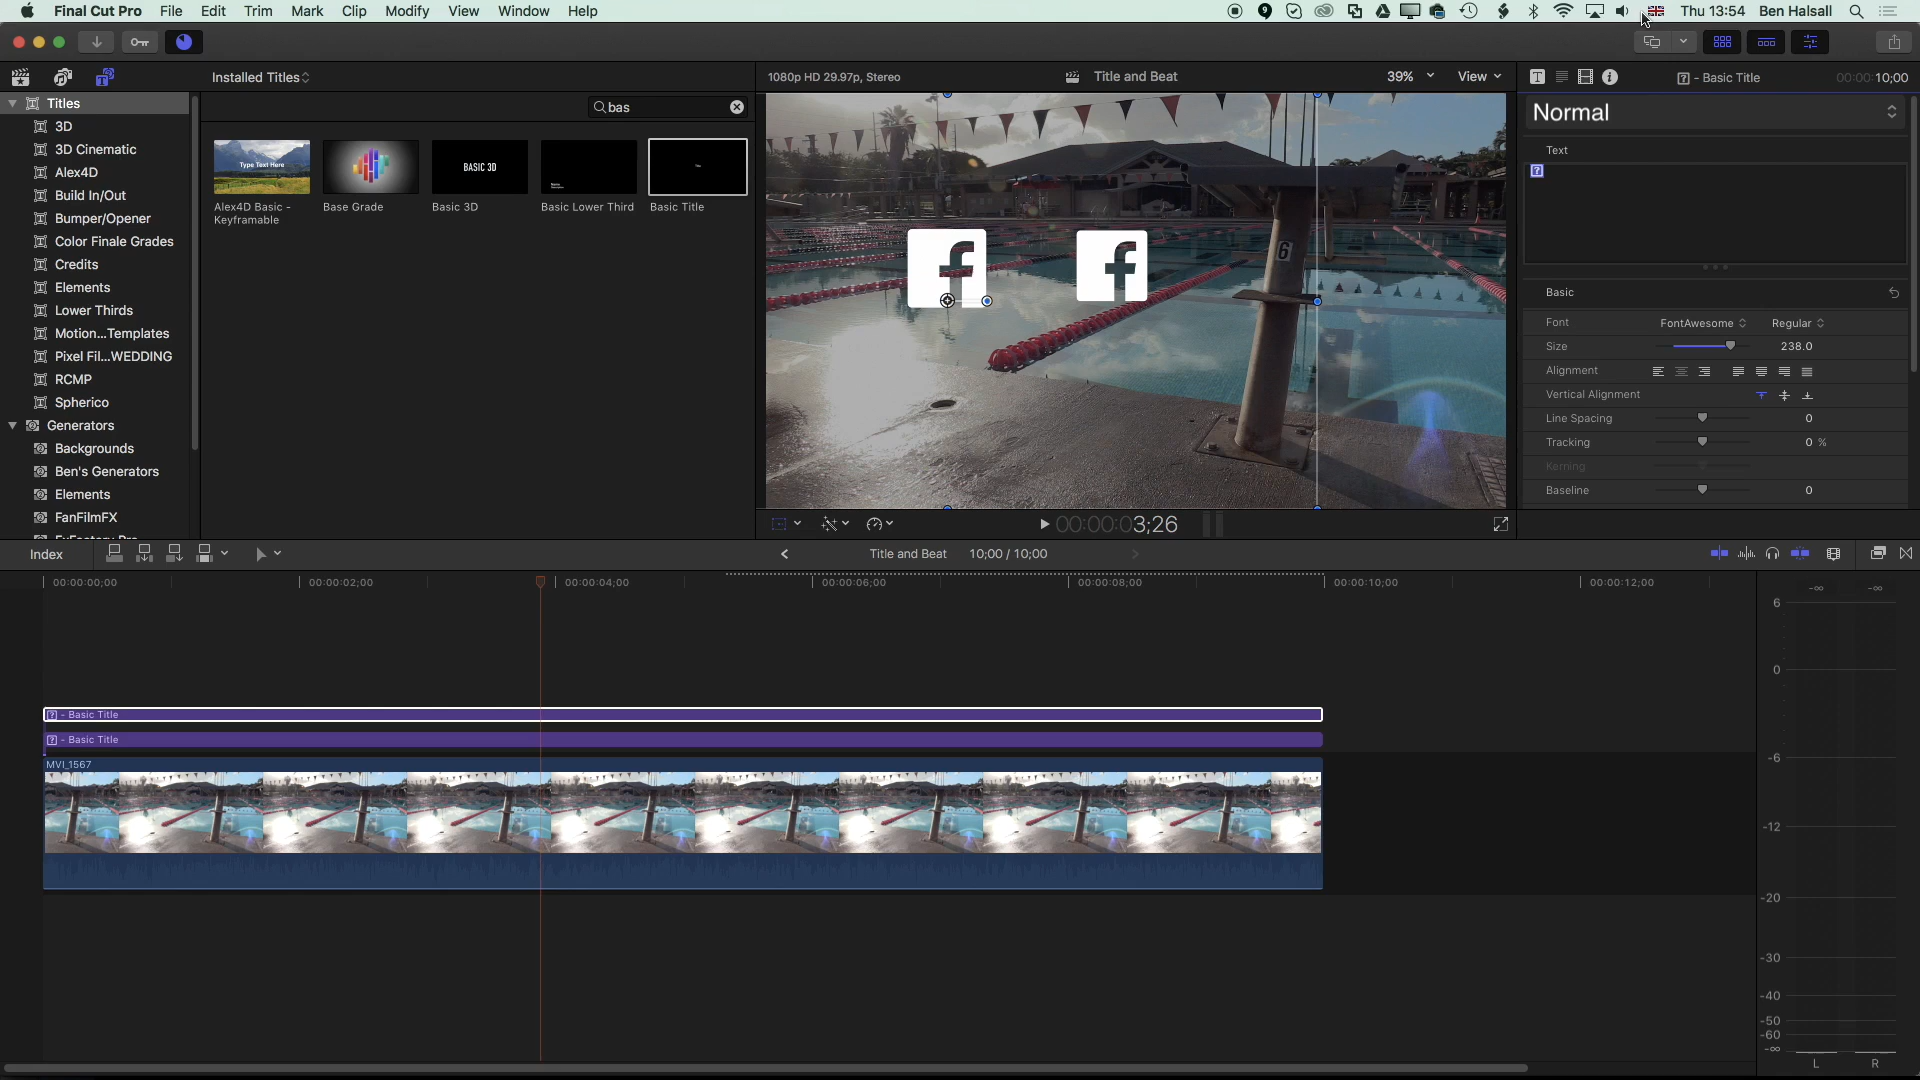 Final Cut Pro File Edit Trim Mark Clip Modify View Window Help Thu 13:54 Ben Halsall
Installed Titles
1080p HD 29.97p, Stereo Title and Beat 39% View
- Basic Title 00:00:10;00
Titles
3D
3D Cinematic
Alex4D
Build In/Out
Bumper/Opener
Color Finale Grades
Credits
Elements
Lower Thirds
Motion...Templates
Pixel Fil...WEDDING
RCMP
Spherico
Generators
Backgrounds
Ben's Generators
Elements
FanFilmFX
FxFactory Pro
bas
Type Text Here
BASIC 3D
Alex4D Basic -
Keyframable
Base Grade
Basic 3D
Basic Lower Third
Basic Title
6
Normal
Text
Basic
Font FontAwesome Regular
Size 238.0
Alignment
Vertical Alignment
Line Spacing 0
Tracking 0 %
Kerning
Baseline 0
00:00:03;26
Index Title and Beat 10;00 / 10;00
00:00:00;00 00:00:02;00 00:00:04;00 00:00:06;00 00:00:08;00 00:00:10;00 00:00:12;00
- Basic Title
- Basic Title
MVI_1567
-∞ -∞
6
0
-6
-12
-20
-30
-40
-50
-60
-∞
L R